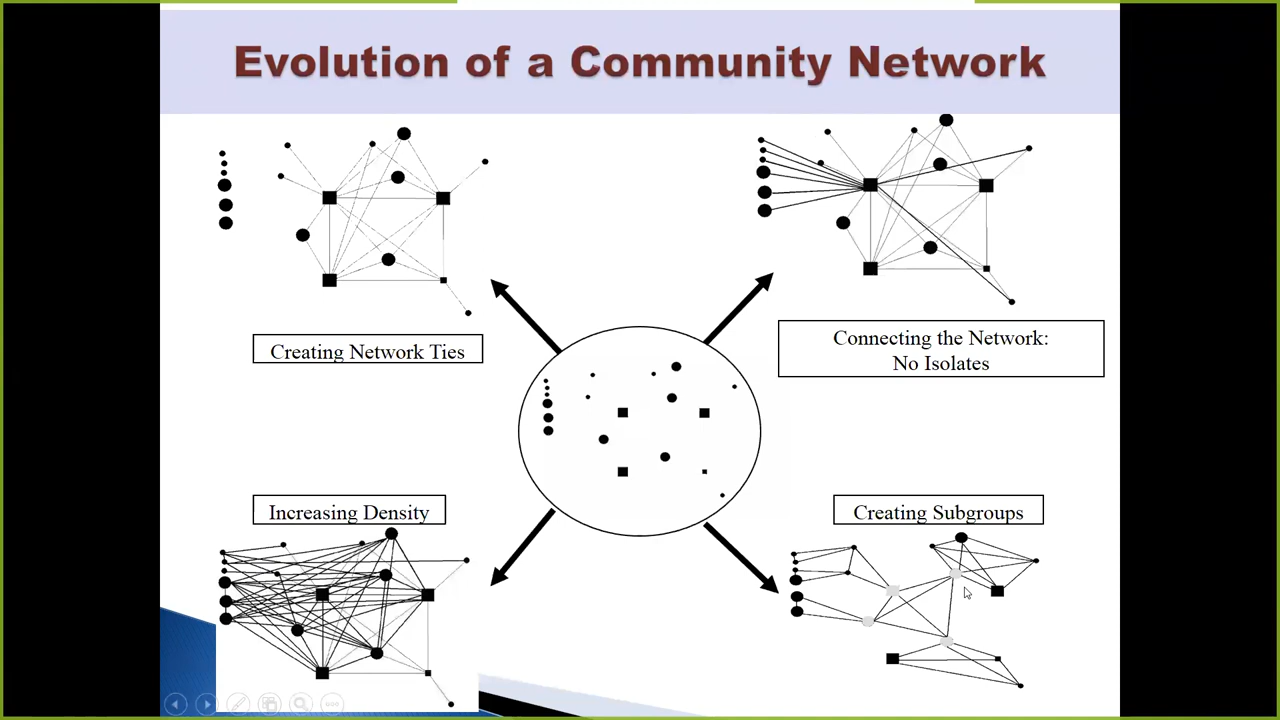 Evolution of a Community Network
Creating Network Ties
Connecting the Network:
No Isolates
Increasing Density
Creating Subgroups